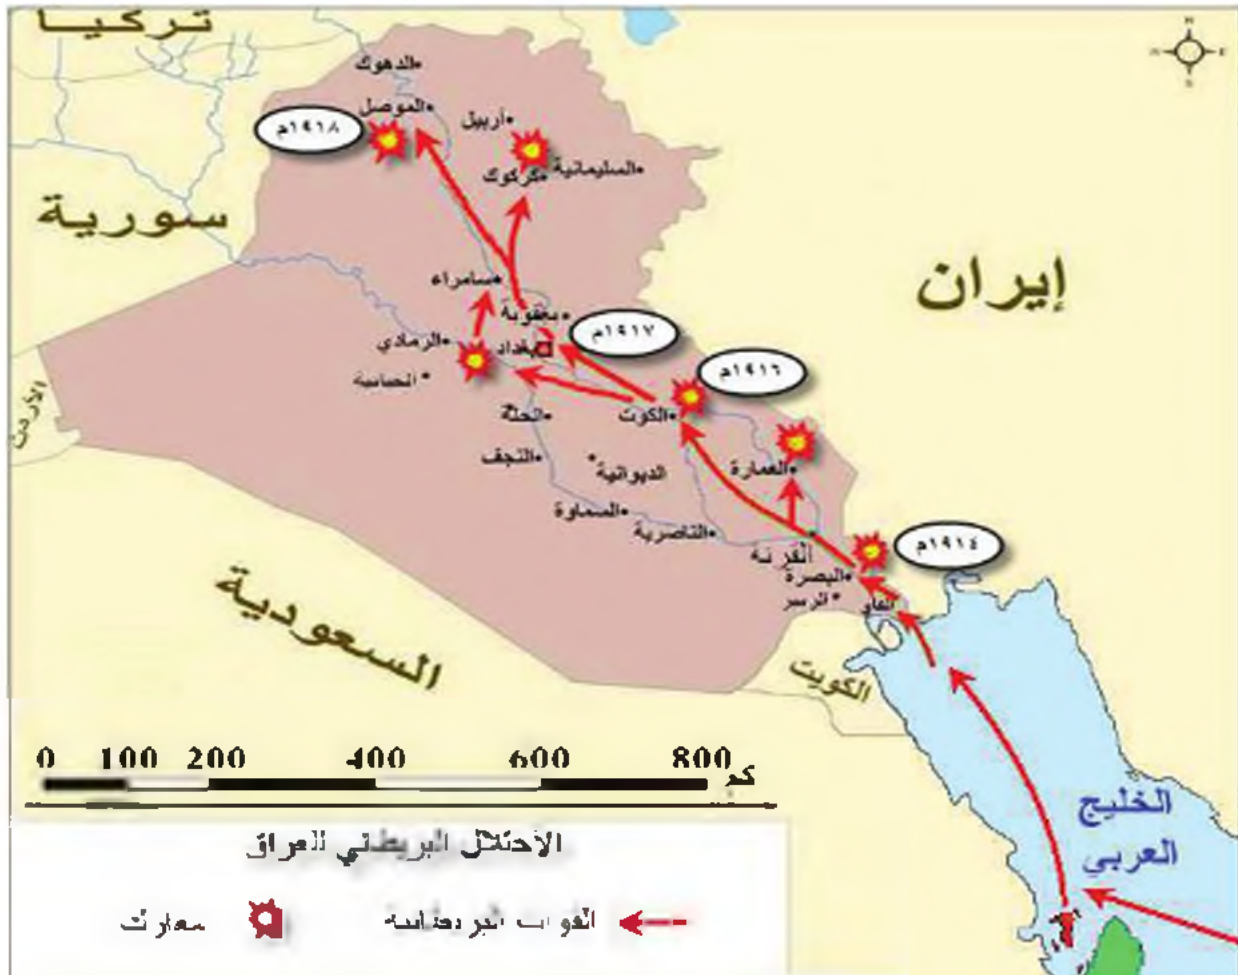 تركيا
الدهوك
الموصل
أربيل
١٩١٨م
السليمانية
كركوك
سورية
إيران
سامراء
بعقوبة
١٩١٧م
الرمادي
بغداد
١٩١٦م
الأردن
الحلة
الكوت
النجف
الديوانية
العمارة
السماوة
الناصرية
القرنة
١٩١٤م
البصرة
الفاو
السعودية
الكويت
0 100 200 400 600 800 كم
الخليج
العربي
الاحتلال البريطاني للعراق
القوات البريطانية
معارك
N
E
S